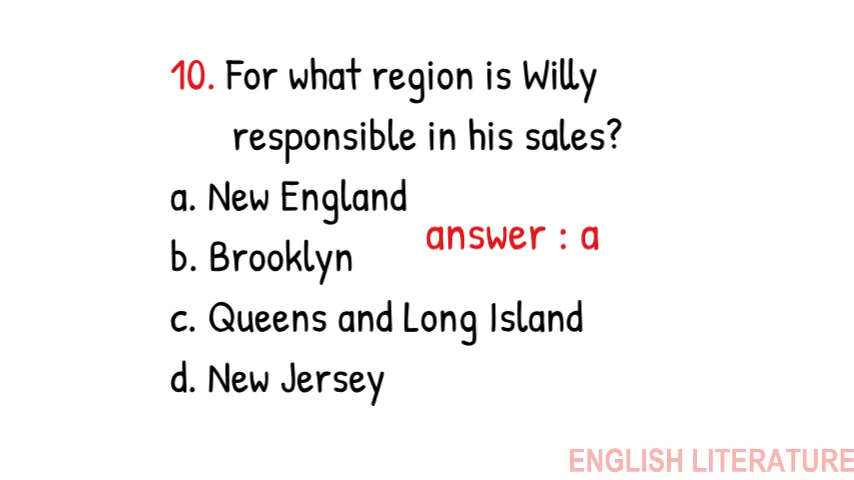 10. For what region is Willy
responsible in his sales?
a. New England
answer : a
b. Brooklyn
c. Queens and Long Island
d. New Jersey
ENGLISH LITERATURE